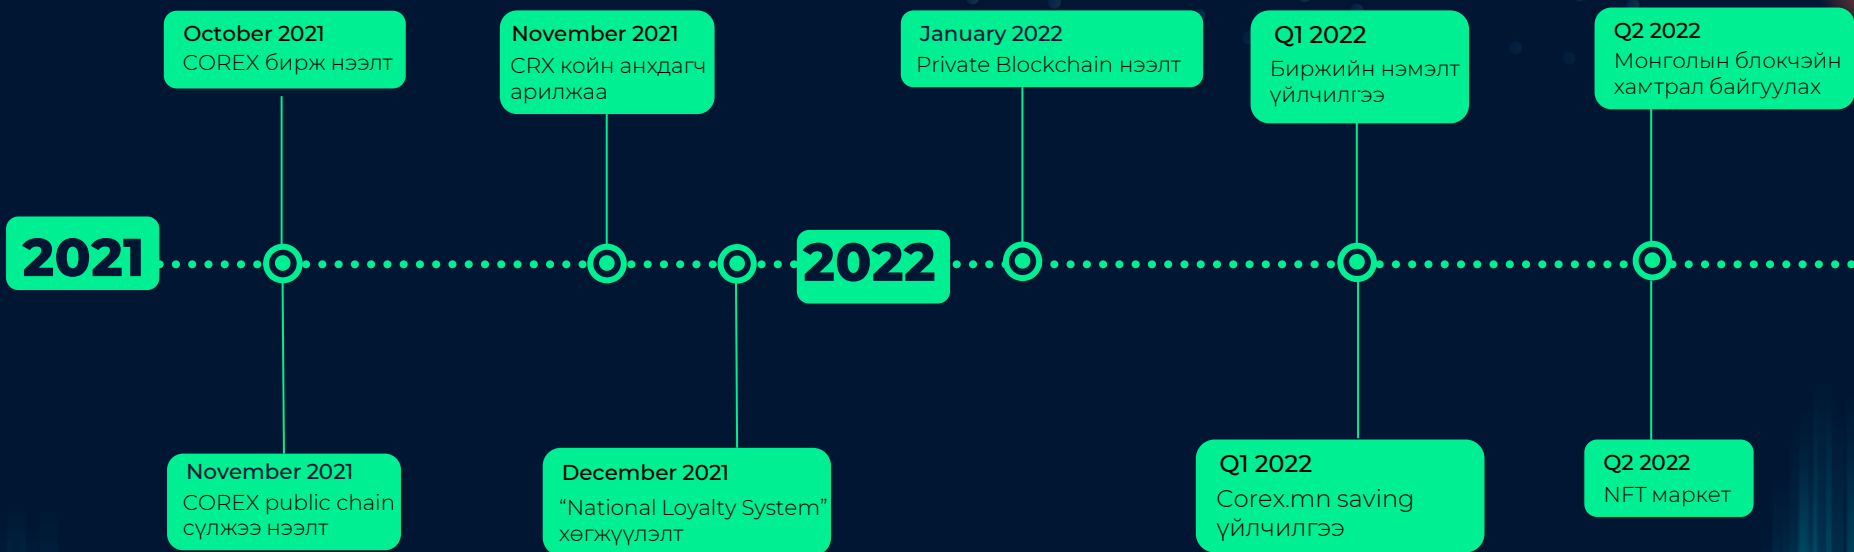 October 2021
COREX бирж нээлт
November 2021
CRX койн анхдагч
арилжаа
January 2022
Private Blockchain нээлт
Q1 2022
Биржийн нэмэлт
үйлчилгээ
Q2 2022
Монголын блокчэйн
хамтрал байгуулах
2021
2022
November 2021
COREX public chain
сүлжээ нээлт
December 2021
“National Loyalty System”
хөгжүүлэлт
Q1 2022
Corex.mn saving
үйлчилгээ
Q2 2022
NFT маркет